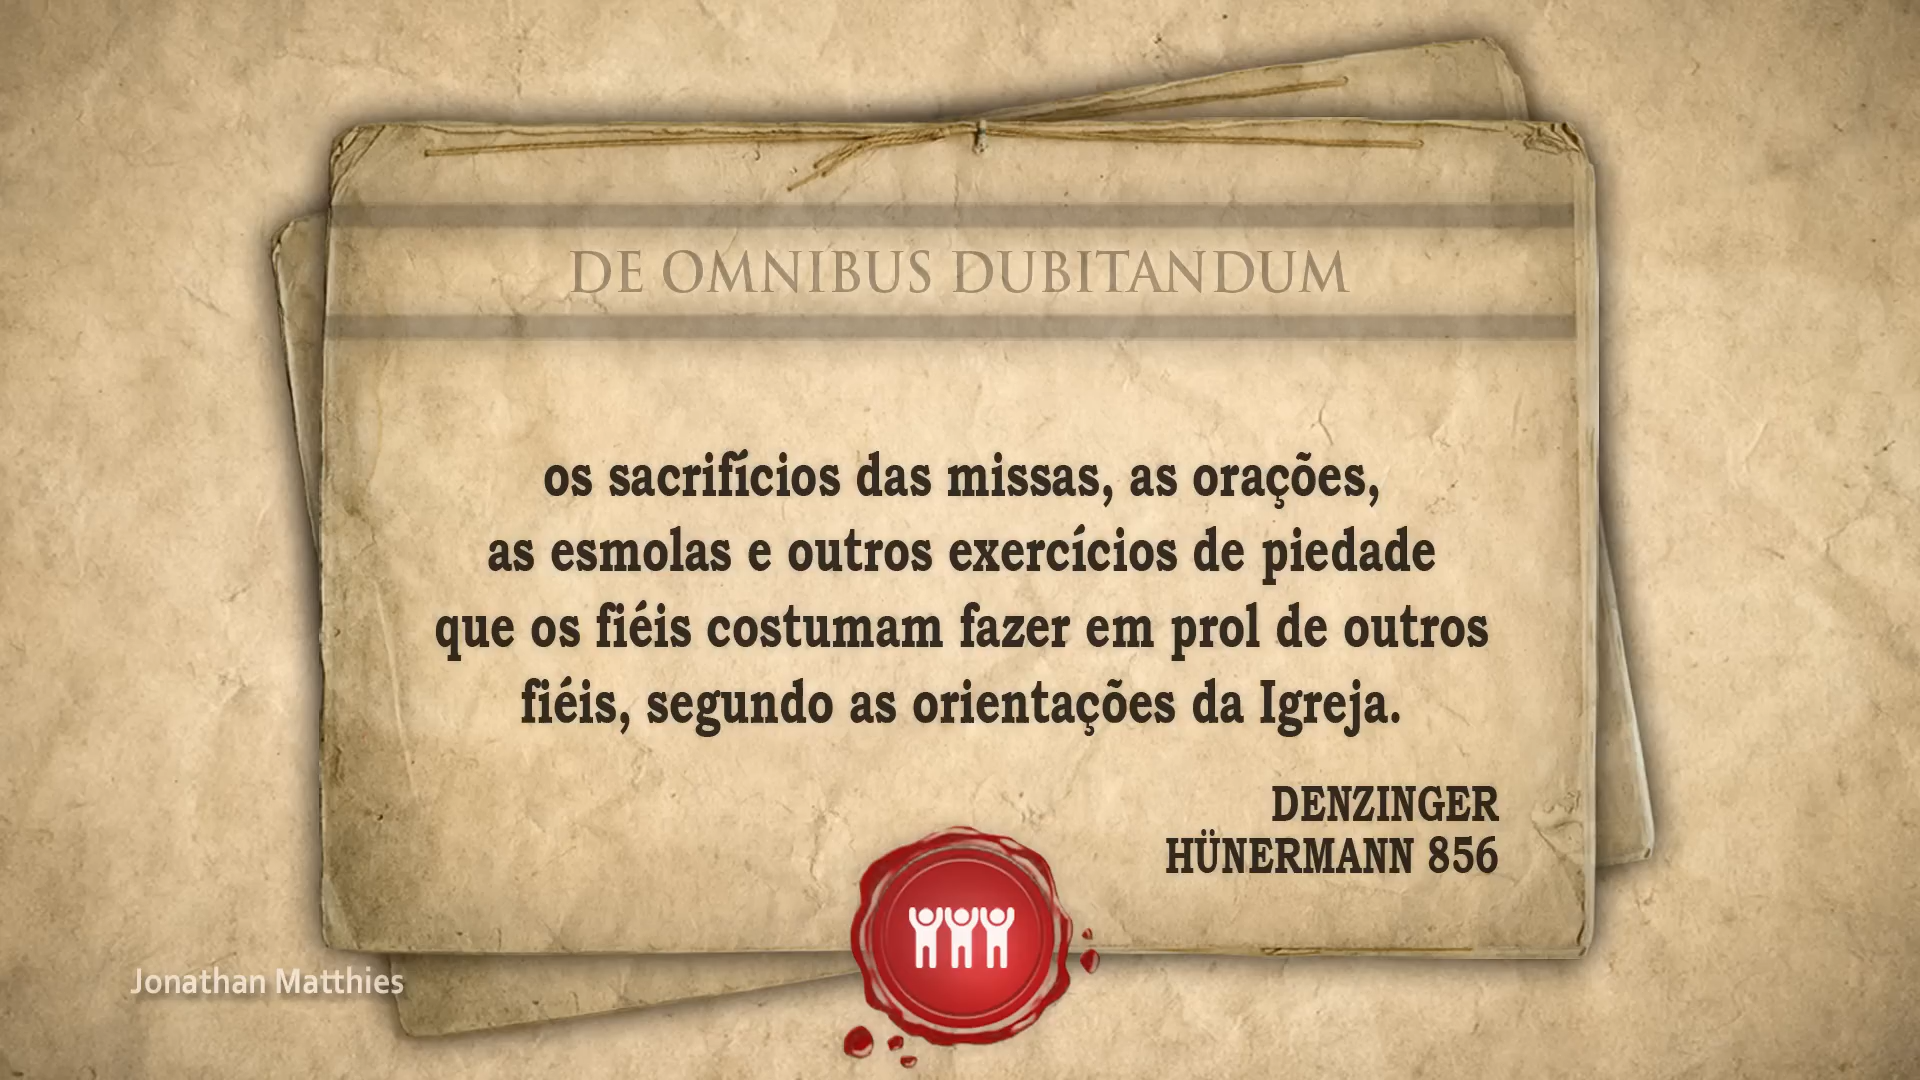 DE OMNIBUS DUBITANDUM
os sacrifícios das missas, as orações,
as esmolas e outros exercícios de piedade
que os fiéis costumam fazer em prol de outros
fiéis, segundo as orientações da Igreja.
DENZINGER
HÜNERMANN 856
Jonathan Matthies